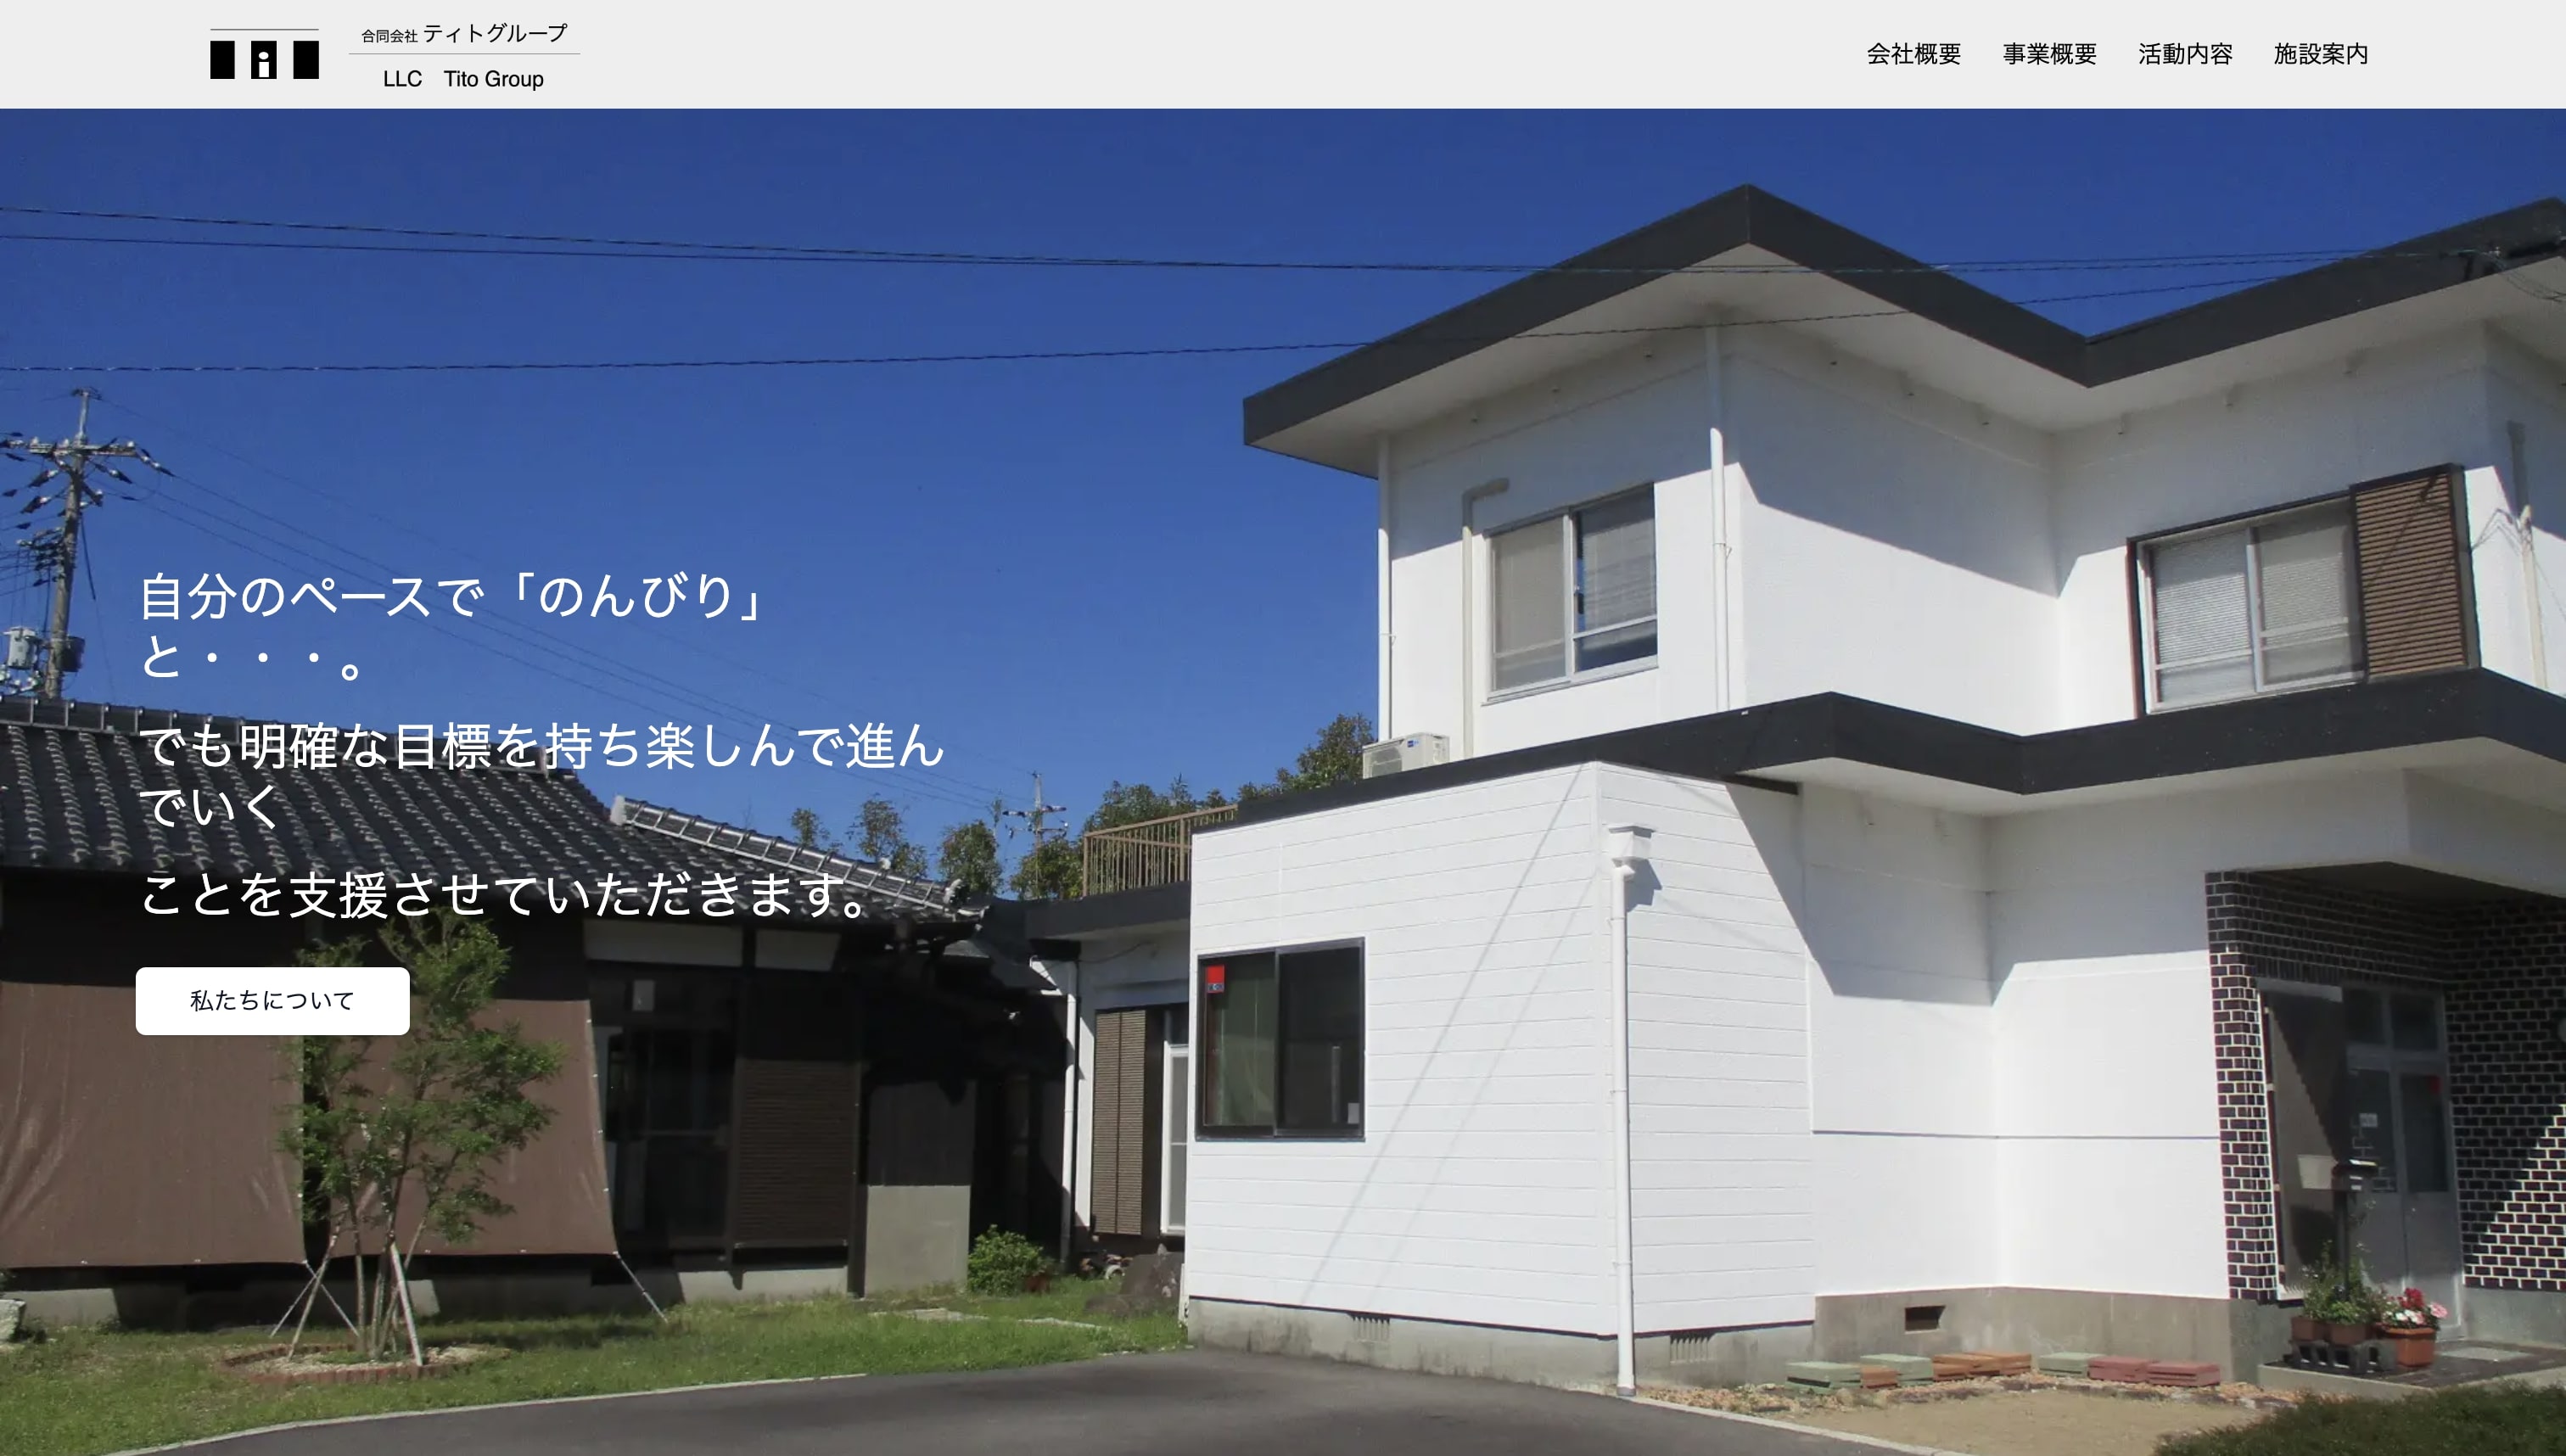 合同会社 ティトグループ
LLC　Tito Group
会社概要　事業概要　活動内容　施設案内
自分のペースで「のんびり」
と・・・。
でも明確な目標を持ち楽しんで進ん
でいく
ことを支援させていただきます。
私たちについて